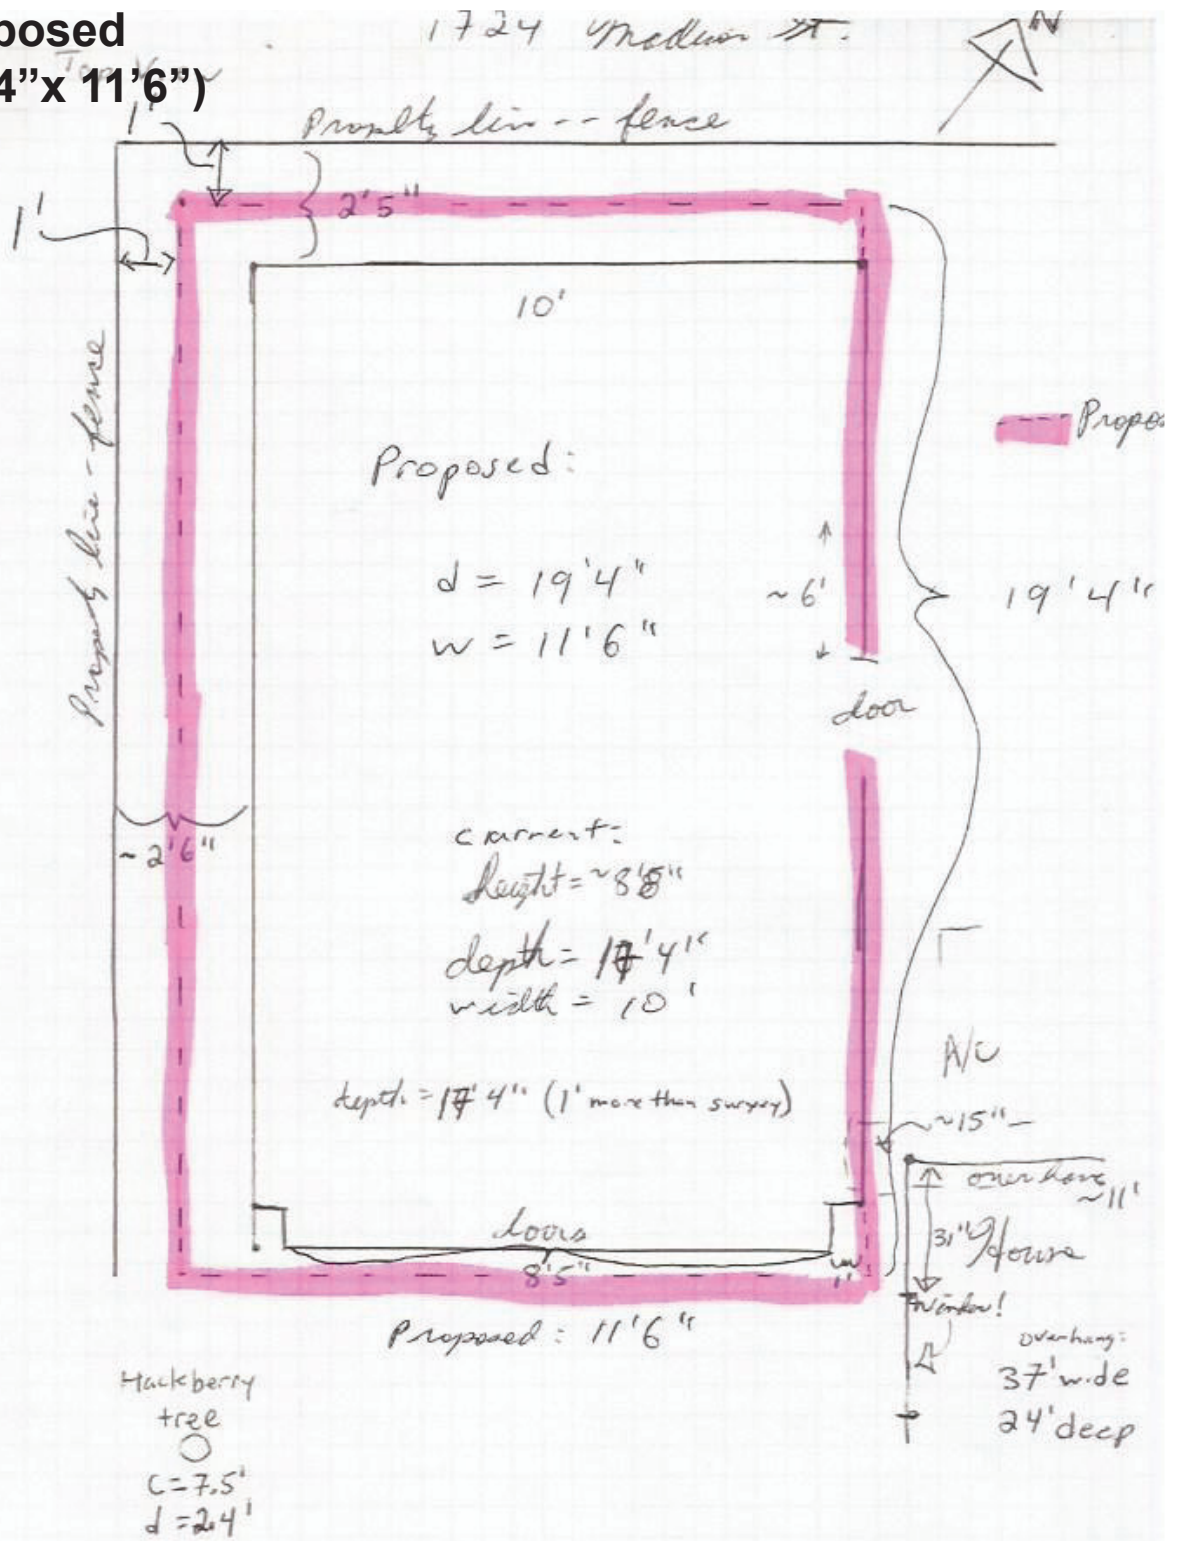 posed
4”x 11’6”)
1724 Madison St.
Top View
N
1'
Property line -- fence
2'5"
1'
10'
Property line - fence
Propos
Proposed:
d = 19'4"
w = 11'6"
~6'
19'4"
door
~2'6"
current:
height = ~8'8"
depth = 17'4"
width = 10'
A/C
depth = 17'4" (1' more than survey)
~15"
overhang
~11'
31"
House
doors
8'5"
1'
Window!
Proposed: 11'6"
overhang:
37' wide
24' deep
Hackberry
tree
C=7.5'
d=2.4'